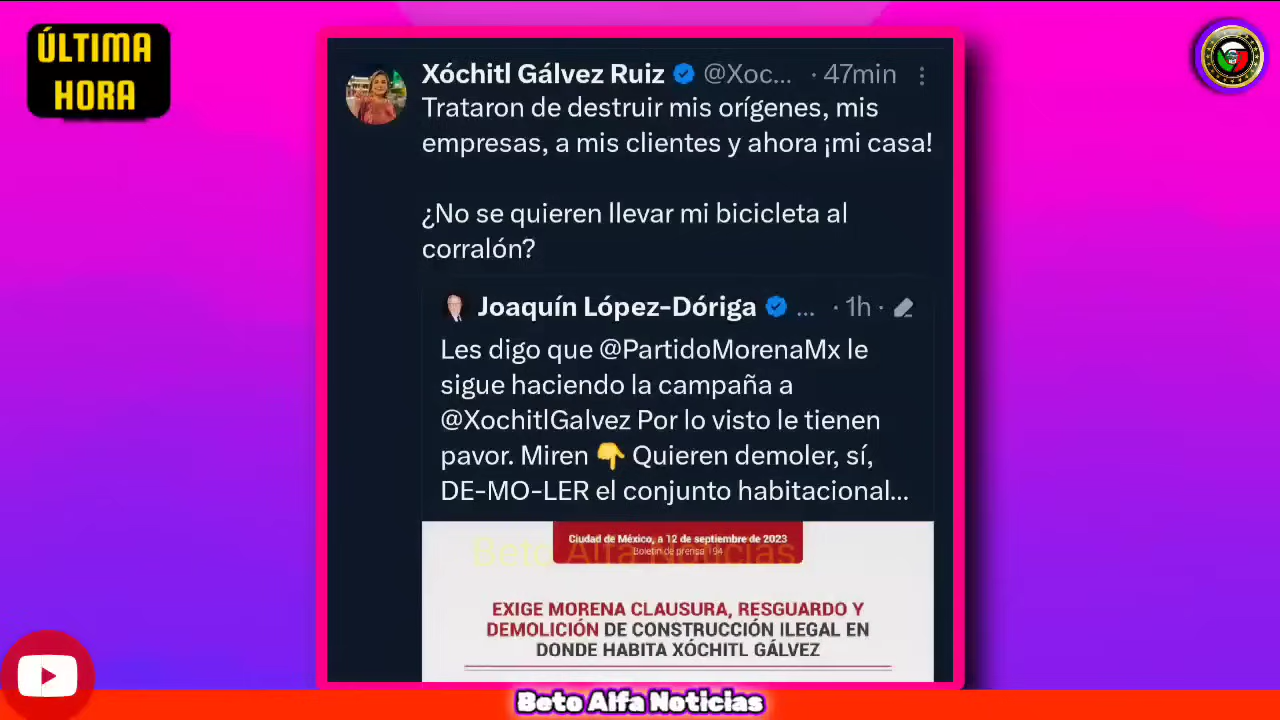 ÚLTIMA
HORA
Xóchitl Gálvez Ruiz @Xoc... · 47min
Trataron de destruir mis orígenes, mis
empresas, a mis clientes y ahora ¡mi casa!
¿No se quieren llevar mi bicicleta al
corralón?
Joaquín López-Dóriga ... · 1h ·
Les digo que @PartidoMorenaMx le
sigue haciendo la campaña a
@XochitlGalvez Por lo visto le tienen
pavor. Miren 👇 Quieren demoler, sí,
DE-MO-LER el conjunto habitacional...
Ciudad de México, a 12 de septiembre de 2023
Boletín de prensa 194
Beto Alfa Noticias
EXIGE MORENA CLAUSURA, RESGUARDO Y
DEMOLICIÓN DE CONSTRUCCIÓN ILEGAL EN
DONDE HABITA XÓCHITL GÁLVEZ
Beto Alfa Noticias